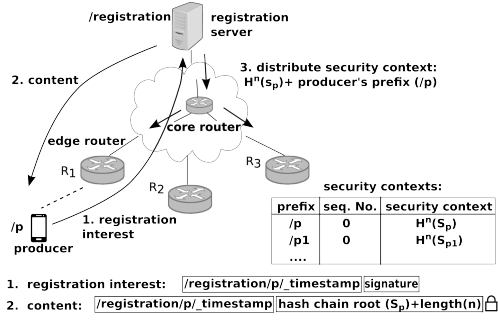 /registration
registration
server
2. content
3. distribute security context:
Hⁿ(sₚ)+ producer's prefix (/p)
core router
edge router
R₁
R₂
R₃
/p
producer
1. registration
interest
security contexts:
prefix seq. No. security context
/p 0 Hⁿ(Sₚ)
/p1 0 Hⁿ(Sₚ₁)
....
1. registration interest: /registration/p/_timestamp signature
2. content: /registration/p/_timestamp hash chain root (Sₚ)+length(n)